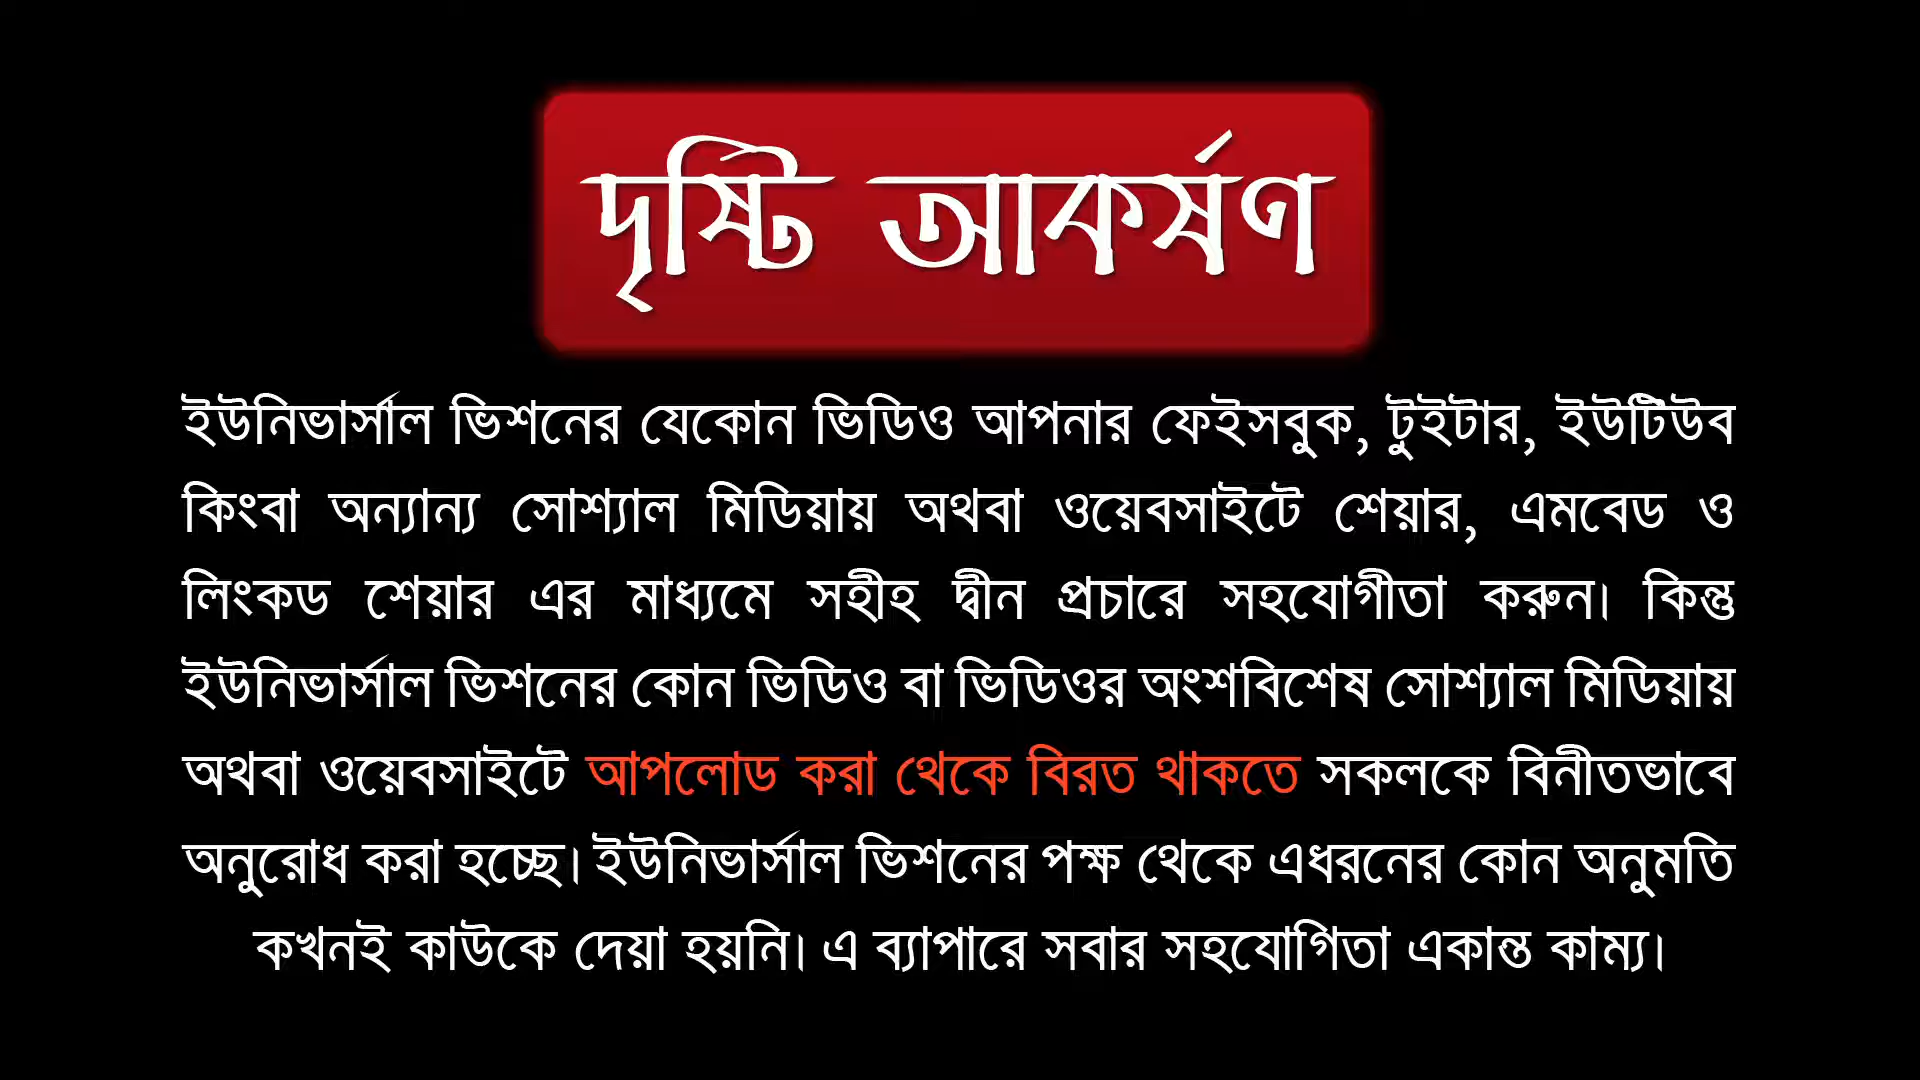 দৃষ্টি আকর্ষণ
ইউনিভার্সাল ভিশনের যেকোন ভিডিও আপনার ফেইসবুক, টুইটার, ইউটিউব
কিংবা অন্যান্য সোশ্যাল মিডিয়ায় অথবা ওয়েবসাইটে শেয়ার, এমবেড ও
লিংকড শেয়ার এর মাধ্যমে সহীহ দ্বীন প্রচারে সহযোগীতা করুন। কিন্তু
ইউনিভার্সাল ভিশনের কোন ভিডিও বা ভিডিওর অংশবিশেষ সোশ্যাল মিডিয়ায়
অথবা ওয়েবসাইটে আপলোড করা থেকে বিরত থাকতে সকলকে বিনীতভাবে
অনুরোধ করা হচ্ছে। ইউনিভার্সাল ভিশনের পক্ষ থেকে এধরনের কোন অনুমতি
কখনই কাউকে দেয়া হয়নি। এ ব্যাপারে সবার সহযোগিতা একান্ত কাম্য।